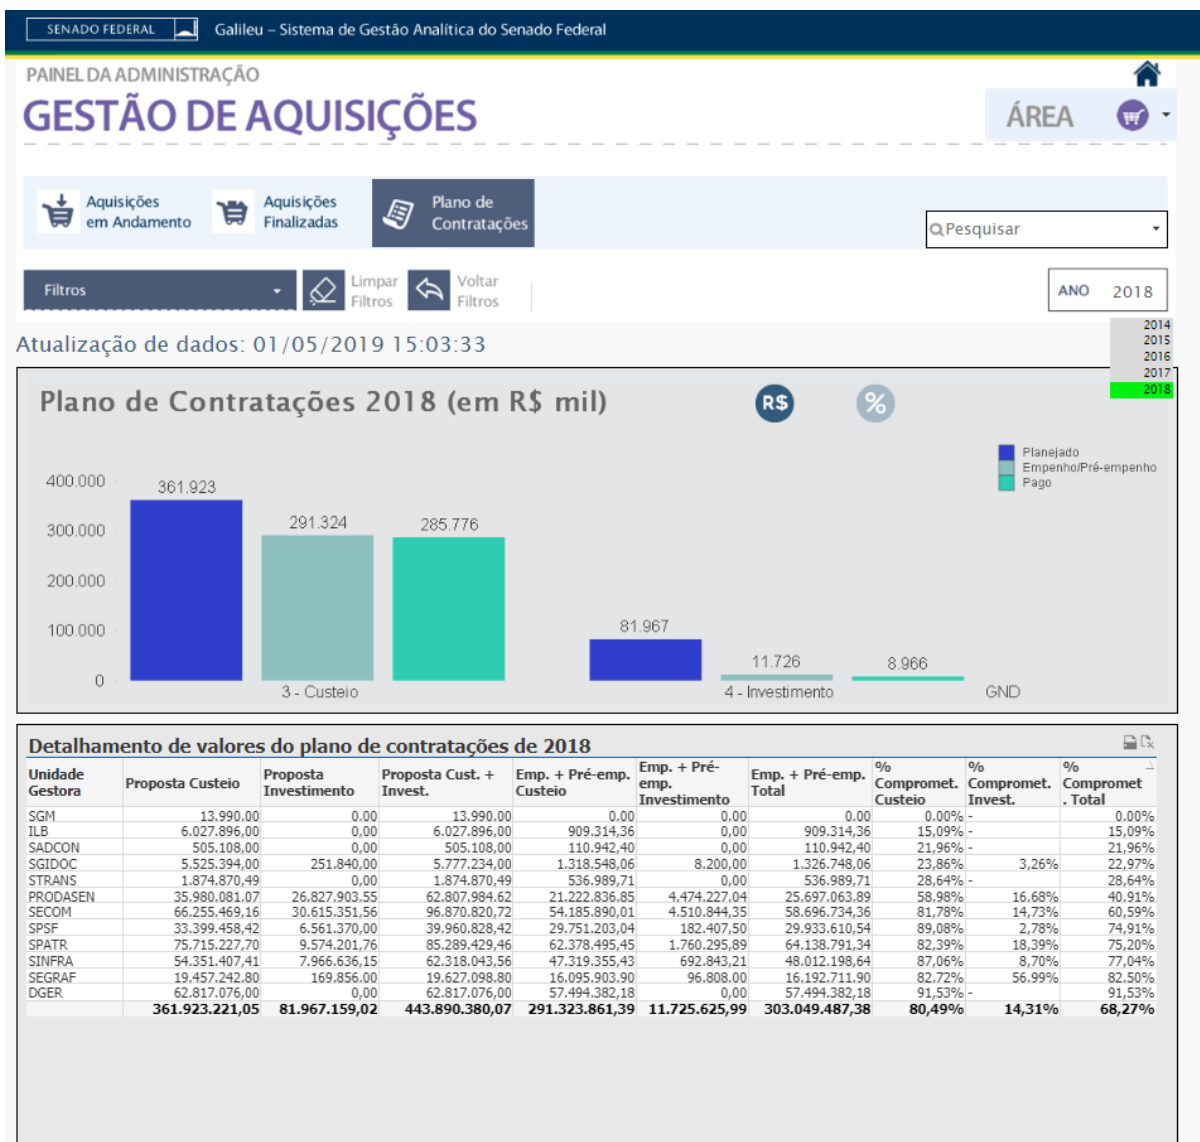 SENADO FEDERAL Galileu – Sistema de Gestão Analítica do Senado Federal
PAINEL DA ADMINISTRAÇÃO
GESTÃO DE AQUISIÇÕES
ÁREA
Aquisições em Andamento
Aquisições Finalizadas
Plano de Contratações
Pesquisar
Filtros
Limpar Filtros
Voltar Filtros
ANO 2018
2014
2015
2016
2017
2018
Atualização de dados: 01/05/2019 15:03:33
Plano de Contratações 2018 (em R$ mil)
R$ %
Planejado
Empenho/Pré-empenho
Pago
400.000
300.000
200.000
100.000
0
361.923
291.324
285.776
81.967
11.726
8.966
3 - Custeio
4 - Investimento
GND
Detalhamento de valores do plano de contratações de 2018
Unidade Gestora Proposta Custeio Proposta Investimento Proposta Cust. + Invest. Emp. + Pré-emp. Custeio Emp. + Pré-emp. Investimento Emp. + Pré-emp. Total % Compromet. Custeio % Compromet. Invest. % Compromet. Total
SGM 13.990,00 0,00 13.990,00 0,00 0,00 0,00 0,00% - 0,00%
ILB 6.027.896,00 0,00 6.027.896,00 909.314,36 0,00 909.314,36 15,09% - 15,09%
SADCON 505.108,00 0,00 505.108,00 110.942,40 0,00 110.942,40 21,96% - 21,96%
SGIDOC 5.525.394,00 251.840,00 5.777.234,00 1.318.548,06 8.200,00 1.326.748,06 23,86% 3,26% 22,97%
STRANS 1.874.870,49 0,00 1.874.870,49 536.989,71 0,00 536.989,71 28,64% - 28,64%
PRODASEN 35.980.081,07 26.827.903,55 62.807.984,62 21.222.836,85 4.474.227,04 25.697.063,89 58,98% 16,68% 40,91%
SECOM 66.255.469,16 30.615.351,56 96.870.820,72 54.185.890,01 4.510.844,35 58.696.734,36 81,78% 14,73% 60,59%
SPSF 33.399.458,42 6.561.370,00 39.960.828,42 29.751.203,04 182.407,50 29.933.610,54 89,08% 2,78% 74,91%
SPATR 75.715.227,70 9.574.201,76 85.289.429,46 62.378.495,45 1.760.295,89 64.138.791,34 82,39% 18,39% 75,20%
SINFRA 54.351.407,41 7.966.636,15 62.318.043,56 47.319.355,43 692.843,21 48.012.198,64 87,06% 8,70% 77,04%
SEGRAF 19.457.242,80 169.856,00 19.627.098,80 16.095.903,90 96.808,00 16.192.711,90 82,72% 56,99% 82,50%
DGER 62.817.076,00 0,00 62.817.076,00 57.494.382,18 0,00 57.494.382,18 91,53% - 91,53%
361.923.221,05 81.967.159,02 443.890.380,07 291.323.861,39 11.725.625,99 303.049.487,38 80,49% 14,31% 68,27%